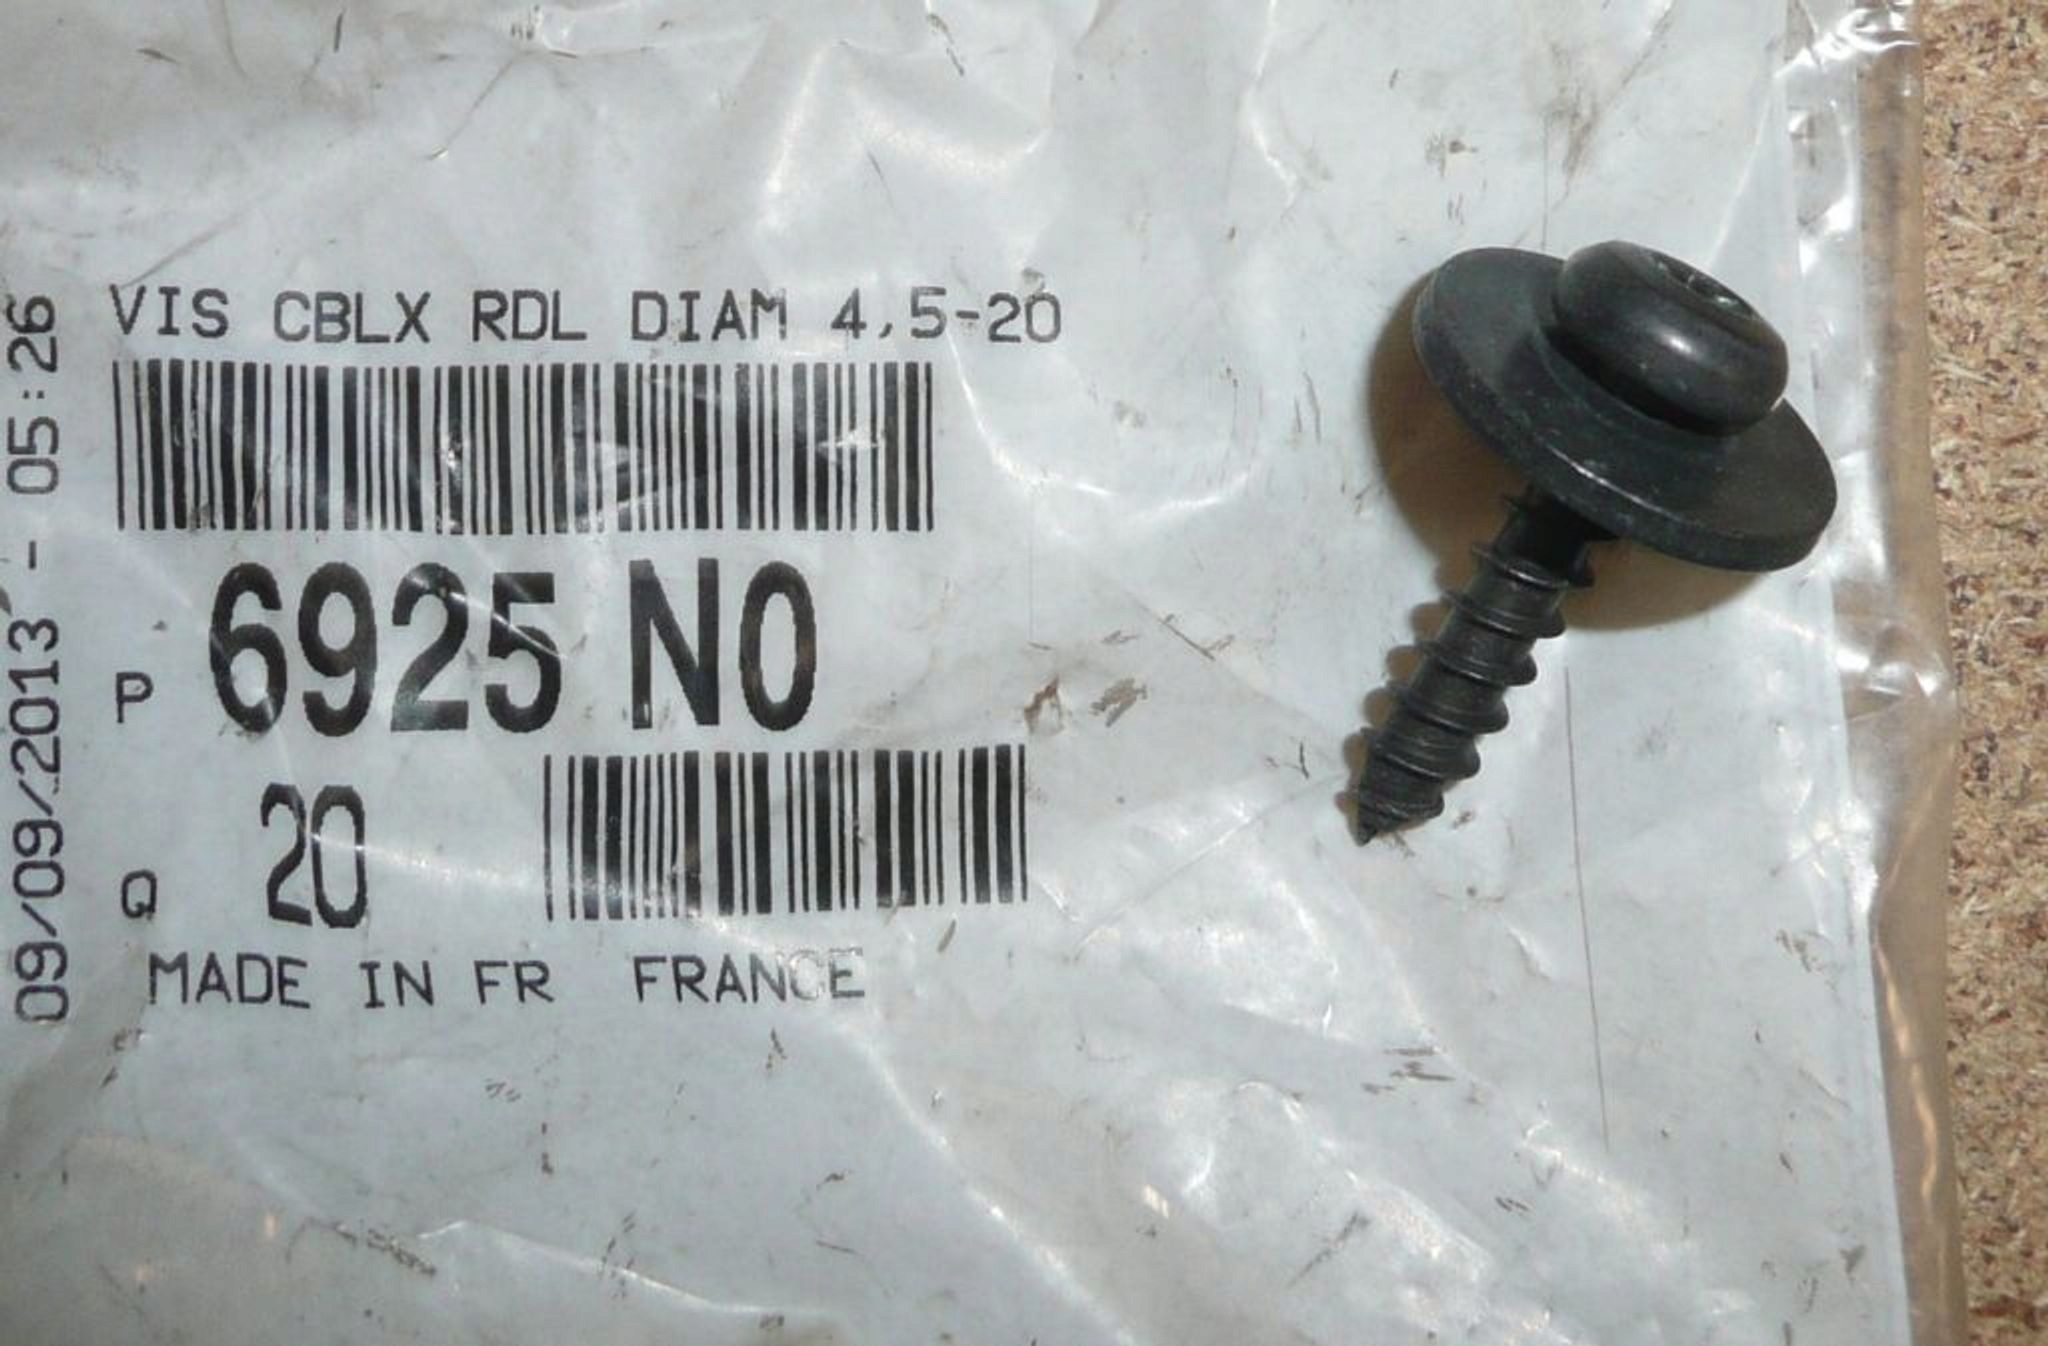 VIS CBLX RDL DIAM 4,5-20
P 6925 N0
Q 20
MADE IN FR FRANCE
09/09/2013 - 05:26